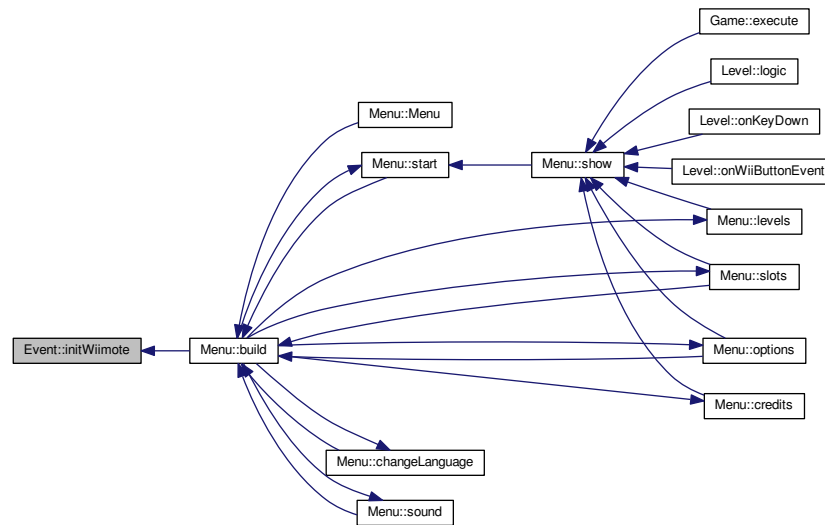 Game::execute
Level::logic
Menu::Menu
Level::onKeyDown
Menu::start
Menu::show
Level::onWiiButtonEvent
Menu::levels
Menu::slots
Event::initWiimote
Menu::build
Menu::options
Menu::credits
Menu::changeLanguage
Menu::sound